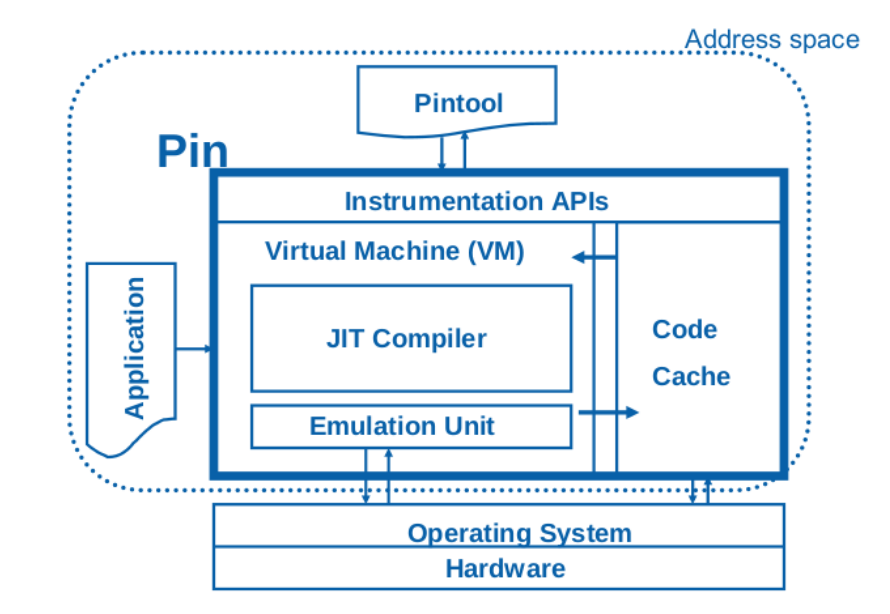 Address space
Pintool
Pin
Instrumentation APIs
Virtual Machine (VM)
Application
JIT Compiler
Code
Cache
Emulation Unit
Operating System
Hardware